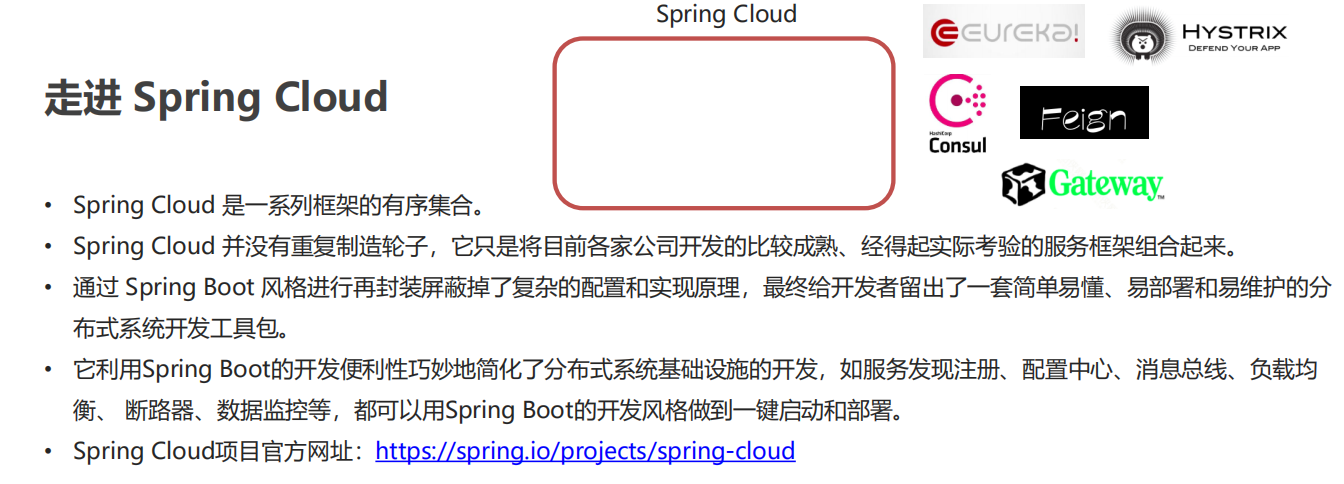 Spring Cloud
EUREKA!
HYSTRIX
DEFEND YOUR APP
走进 Spring Cloud
HashiCorp
Consul
Feign
Gateway™
• Spring Cloud 是一系列框架的有序集合。
• Spring Cloud 并没有重复制造轮子，它只是将目前各家公司开发的比较成熟、经得起实际考验的服务框架组合起来。
• 通过 Spring Boot 风格进行再封装屏蔽掉了复杂的配置和实现原理，最终给开发者留出了一套简单易懂、易部署和易维护的分
布式系统开发工具包。
• 它利用Spring Boot的开发便利性巧妙地简化了分布式系统基础设施的开发，如服务发现注册、配置中心、消息总线、负载均
衡、 断路器、数据监控等，都可以用Spring Boot的开发风格做到一键启动和部署。
• Spring Cloud项目官方网址：https://spring.io/projects/spring-cloud